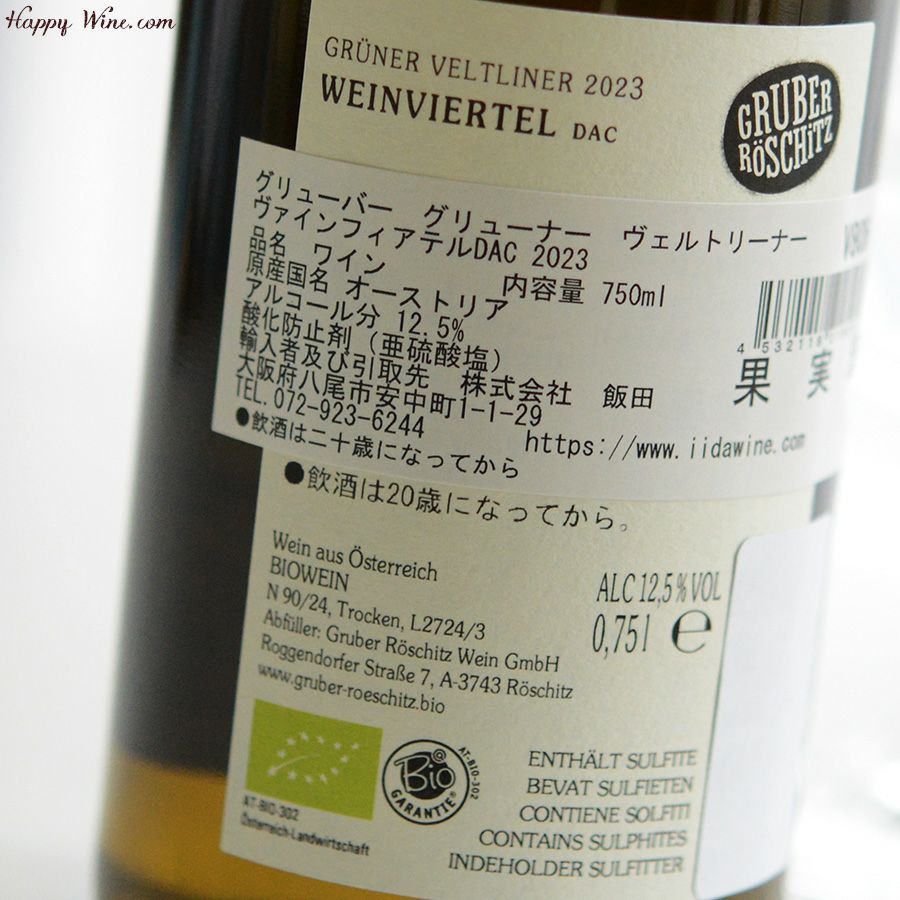 Happy Wine.com
GRÜNER VELTLINER 2023
WEINVIERTEL DAC
GRUBER
RÖSCHITZ
グリューバー グリューナー ヴェルトリーナー
ヴァインフィアテルDAC 2023
品名 ワイン 内容量 750ml
原産国名 オーストリア
アルコール分 12.5%
酸化防止剤(亜硫酸塩)
輸入者及び引取先 株式会社 飯田
大阪府八尾市安中町1-1-29
TEL. 072-923-6244 https://www.iidawine.com
●飲酒は二十歳になってから
4 532118
果実
●飲酒は20歳になってから。
Wein aus Österreich
BIOWEIN
N 90/24, Trocken, L2724/3
Abfüller: Gruber Röschitz Wein GmbH
Roggendorfer Straße 7, A-3743 Röschitz
www.gruber-roeschitz.bio
ALC 12,5 % VOL
0,75 l e
AT-BIO-302
Österreich-Landwirtschaft
Bio
GARANTIE®
AT-BIO-302
ENTHÄLT SULFITE
BEVAT SULFIETEN
CONTIENE SOLFITI
CONTAINS SULPHITES
INDEHOLDER SULFITTER